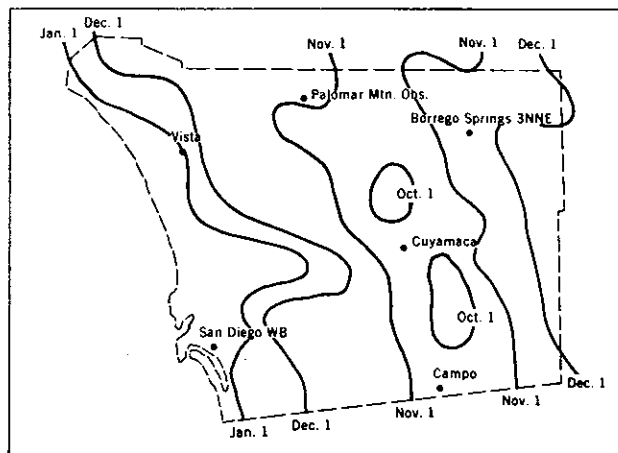 Dec. 1
Jan. 1
Nov. 1
Nov. 1
Dec. 1
Palomar Mtn. Obs.
Borrego Springs 3NNE
Vista
Oct. 1
Cuyamaca
Oct. 1
San Diego WB
Campo
Dec. 1
Nov. 1
Nov. 1
Dec. 1
Jan. 1